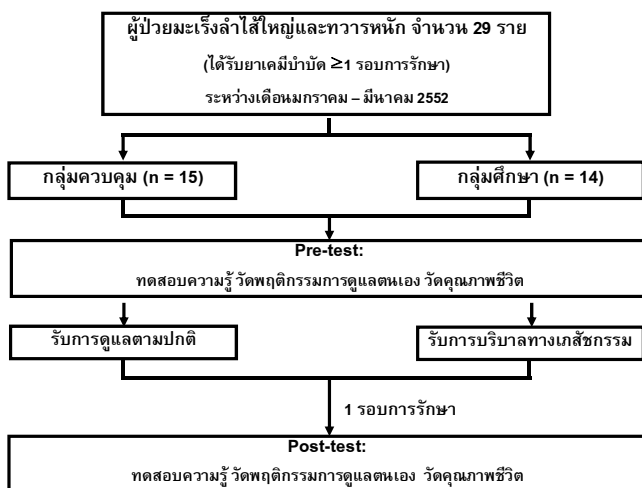 ผู้ป่วยมะเร็งลำไส้ใหญ่และทวารหนัก จำนวน 29 ราย
(ได้รับยาเคมีบำบัด ≥1 รอบการรักษา)
ระหว่างเดือนมกราคม – มีนาคม 2552
กลุ่มควบคุม (n = 15)
กลุ่มศึกษา (n = 14)
Pre-test:
ทดสอบความรู้ วัดพฤติกรรมการดูแลตนเอง วัดคุณภาพชีวิต
รับการดูแลตามปกติ
รับการบริบาลทางเภสัชกรรม
1 รอบการรักษา
Post-test:
ทดสอบความรู้ วัดพฤติกรรมการดูแลตนเอง วัดคุณภาพชีวิต